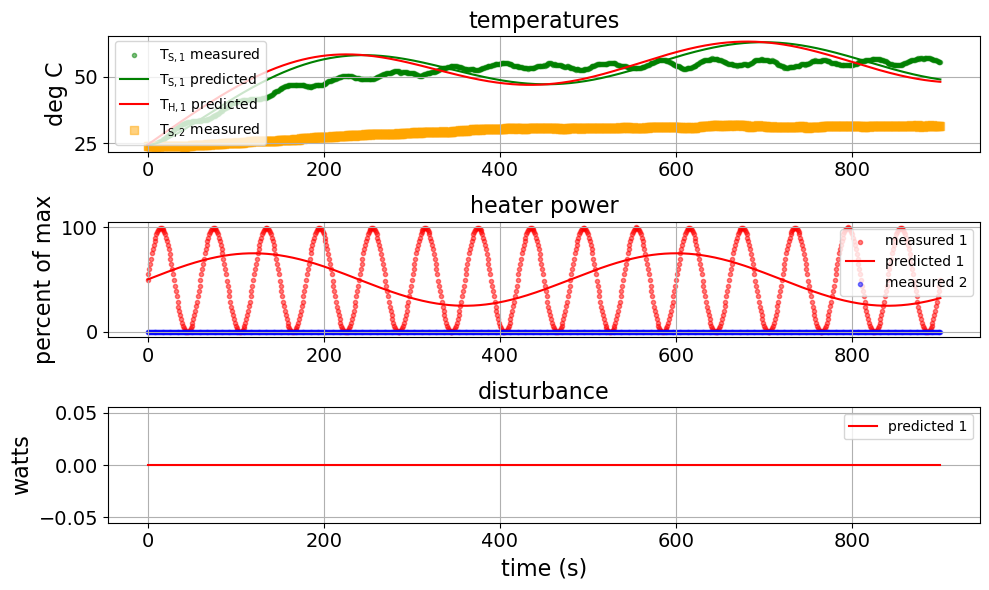 temperatures
deg C
50
25
T_S,1 measured
T_S,1 predicted
T_H,1 predicted
T_S,2 measured
0
200
400
600
800
heater power
percent of max
100
0
measured 1
predicted 1
measured 2
0
200
400
600
800
disturbance
watts
0.05
0.00
−0.05
predicted 1
0
200
400
600
800
time (s)